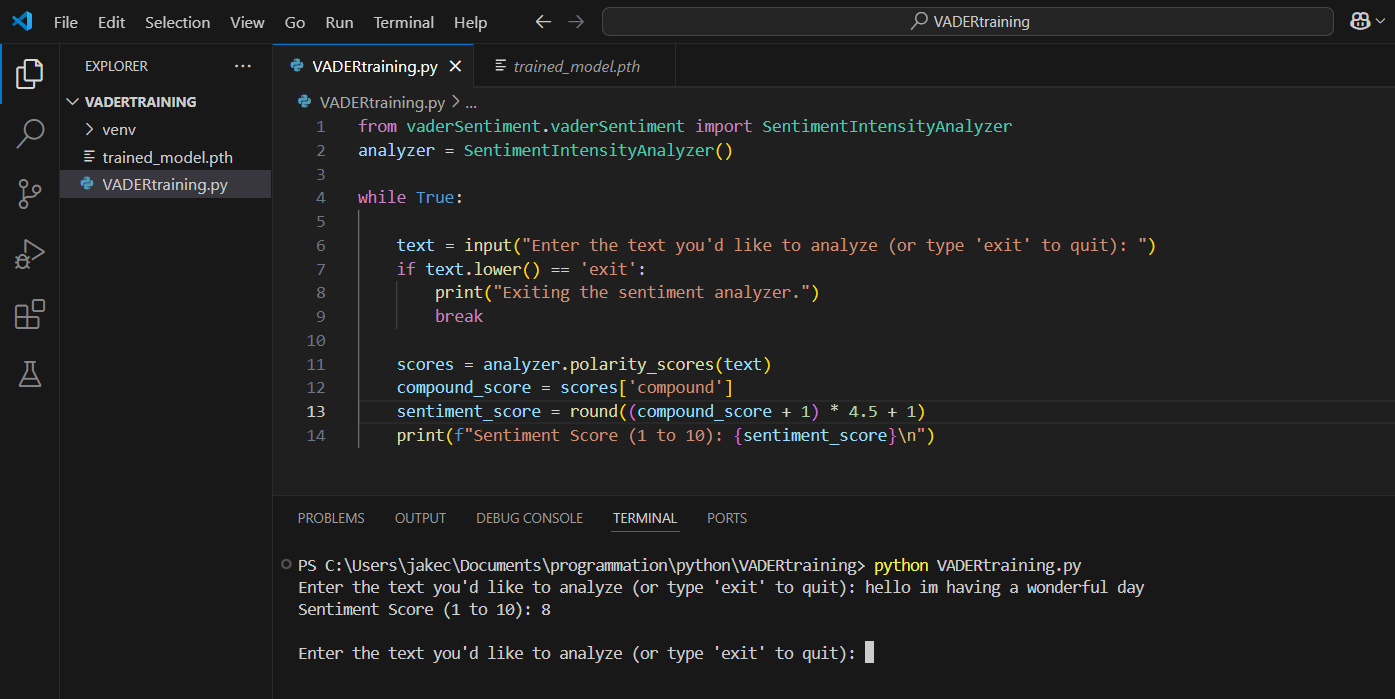 File Edit Selection View Go Run Terminal Help VADERtraining
EXPLORER ...
VADERTRAINING
venv
trained_model.pth
VADERtraining.py
VADERtraining.py trained_model.pth
VADERtraining.py > ...
1 from vaderSentiment.vaderSentiment import SentimentIntensityAnalyzer
2 analyzer = SentimentIntensityAnalyzer()
3
4 while True:
5
6     text = input("Enter the text you'd like to analyze (or type 'exit' to quit): ")
7     if text.lower() == 'exit':
8         print("Exiting the sentiment analyzer.")
9         break
10
11     scores = analyzer.polarity_scores(text)
12     compound_score = scores['compound']
13     sentiment_score = round((compound_score + 1) * 4.5 + 1)
14     print(f"Sentiment Score (1 to 10): {sentiment_score}\n")
PROBLEMS OUTPUT DEBUG CONSOLE TERMINAL PORTS
PS C:\Users\jakec\Documents\programmation\python\VADERtraining> python VADERtraining.py
Enter the text you'd like to analyze (or type 'exit' to quit): hello im having a wonderful day
Sentiment Score (1 to 10): 8
Enter the text you'd like to analyze (or type 'exit' to quit):